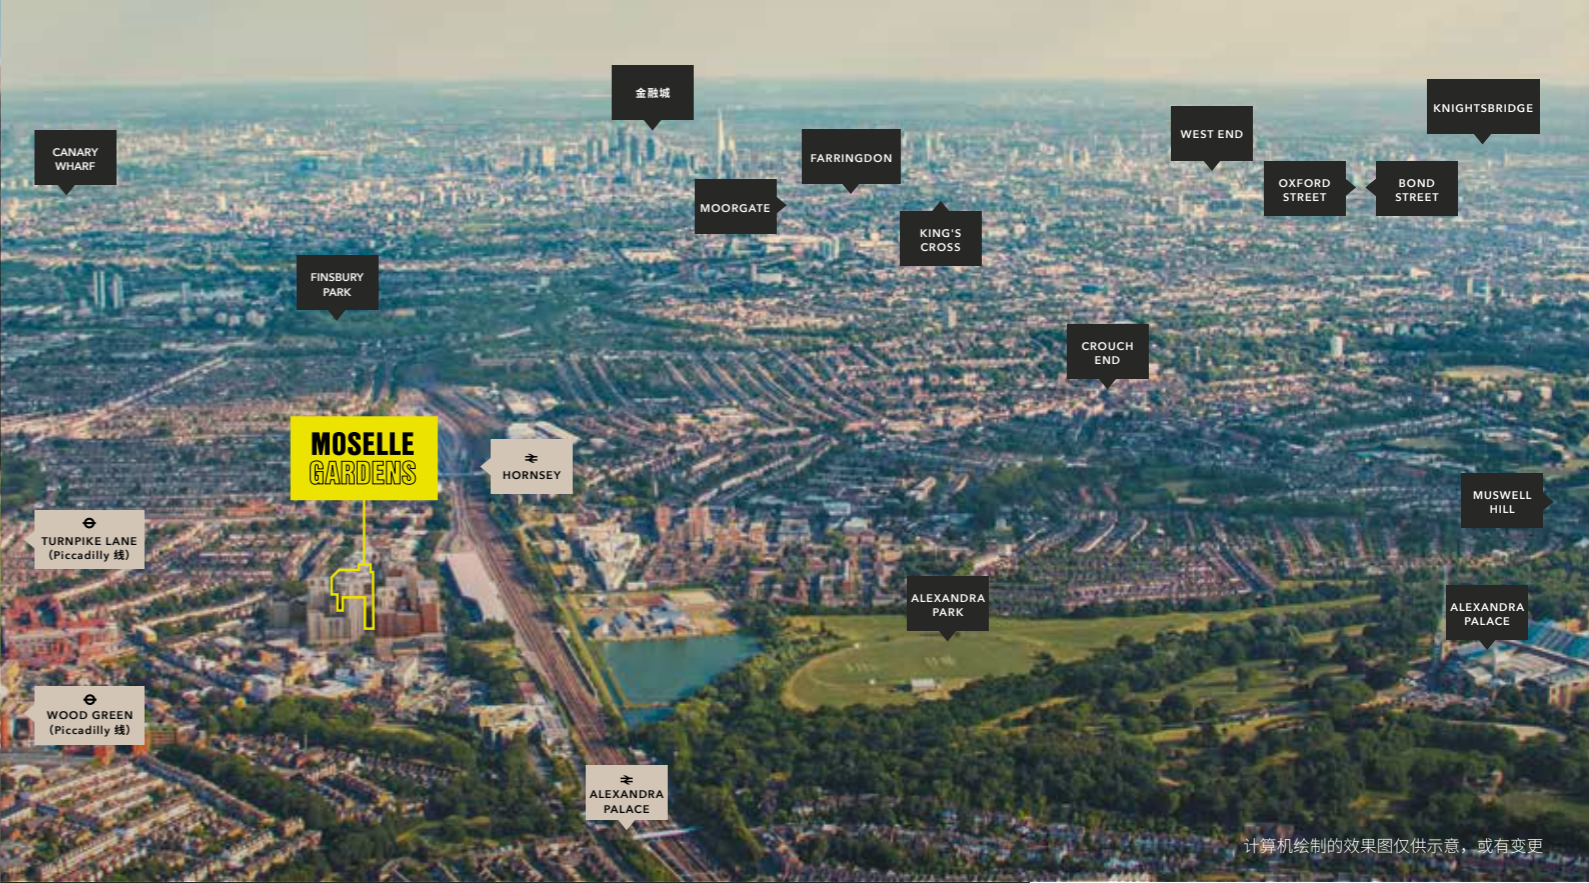 金融城
KNIGHTSBRIDGE
WEST END
CANARY
WHARF
FARRINGDON
OXFORD
STREET
BOND
STREET
MOORGATE
KING'S
CROSS
FINSBURY
PARK
CROUCH
END
MOSELLE
GARDENS
HORNSEY
MUSWELL
HILL
TURNPIKE LANE
(Piccadilly 线)
ALEXANDRA
PARK
ALEXANDRA
PALACE
WOOD GREEN
(Piccadilly 线)
ALEXANDRA
PALACE
计算机绘制的效果图仅供示意，或有变更